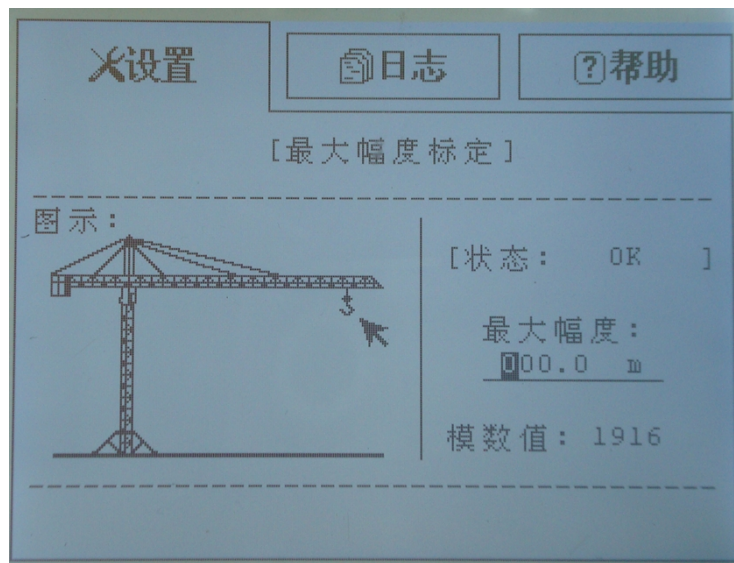 设置 日志 ?帮助
[最大幅度标定]
图示：
[状态： OK ]
最大幅度：
000.0 m
模数值：1916